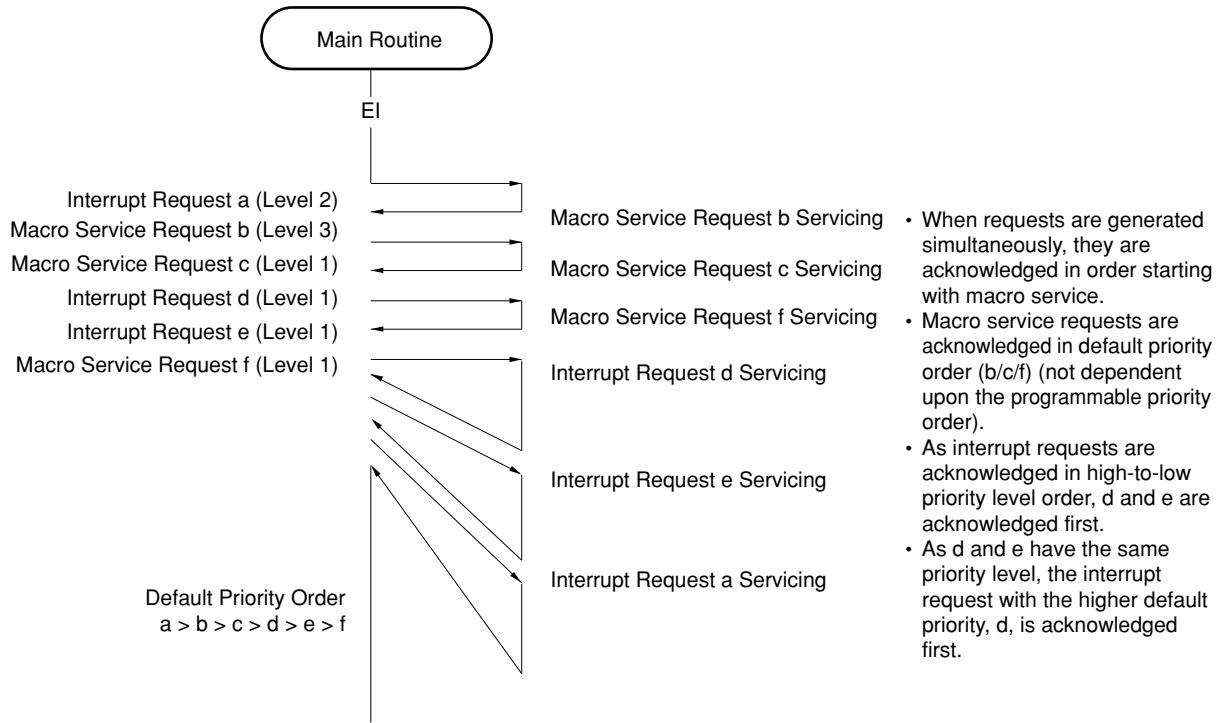 Main Routine
EI
Interrupt Request a (Level 2)
Macro Service Request b (Level 3)
Macro Service Request c (Level 1)
Interrupt Request d (Level 1)
Interrupt Request e (Level 1)
Macro Service Request f (Level 1)
Default Priority Order
a > b > c > d > e > f
Macro Service Request b Servicing
Macro Service Request c Servicing
Macro Service Request f Servicing
Interrupt Request d Servicing
Interrupt Request e Servicing
Interrupt Request a Servicing
• When requests are generated
simultaneously, they are
acknowledged in order starting
with macro service.
• Macro service requests are
acknowledged in default priority
order (b/c/f) (not dependent
upon the programmable priority
order).
• As interrupt requests are
acknowledged in high-to-low
priority level order, d and e are
acknowledged first.
• As d and e have the same
priority level, the interrupt
request with the higher default
priority, d, is acknowledged
first.